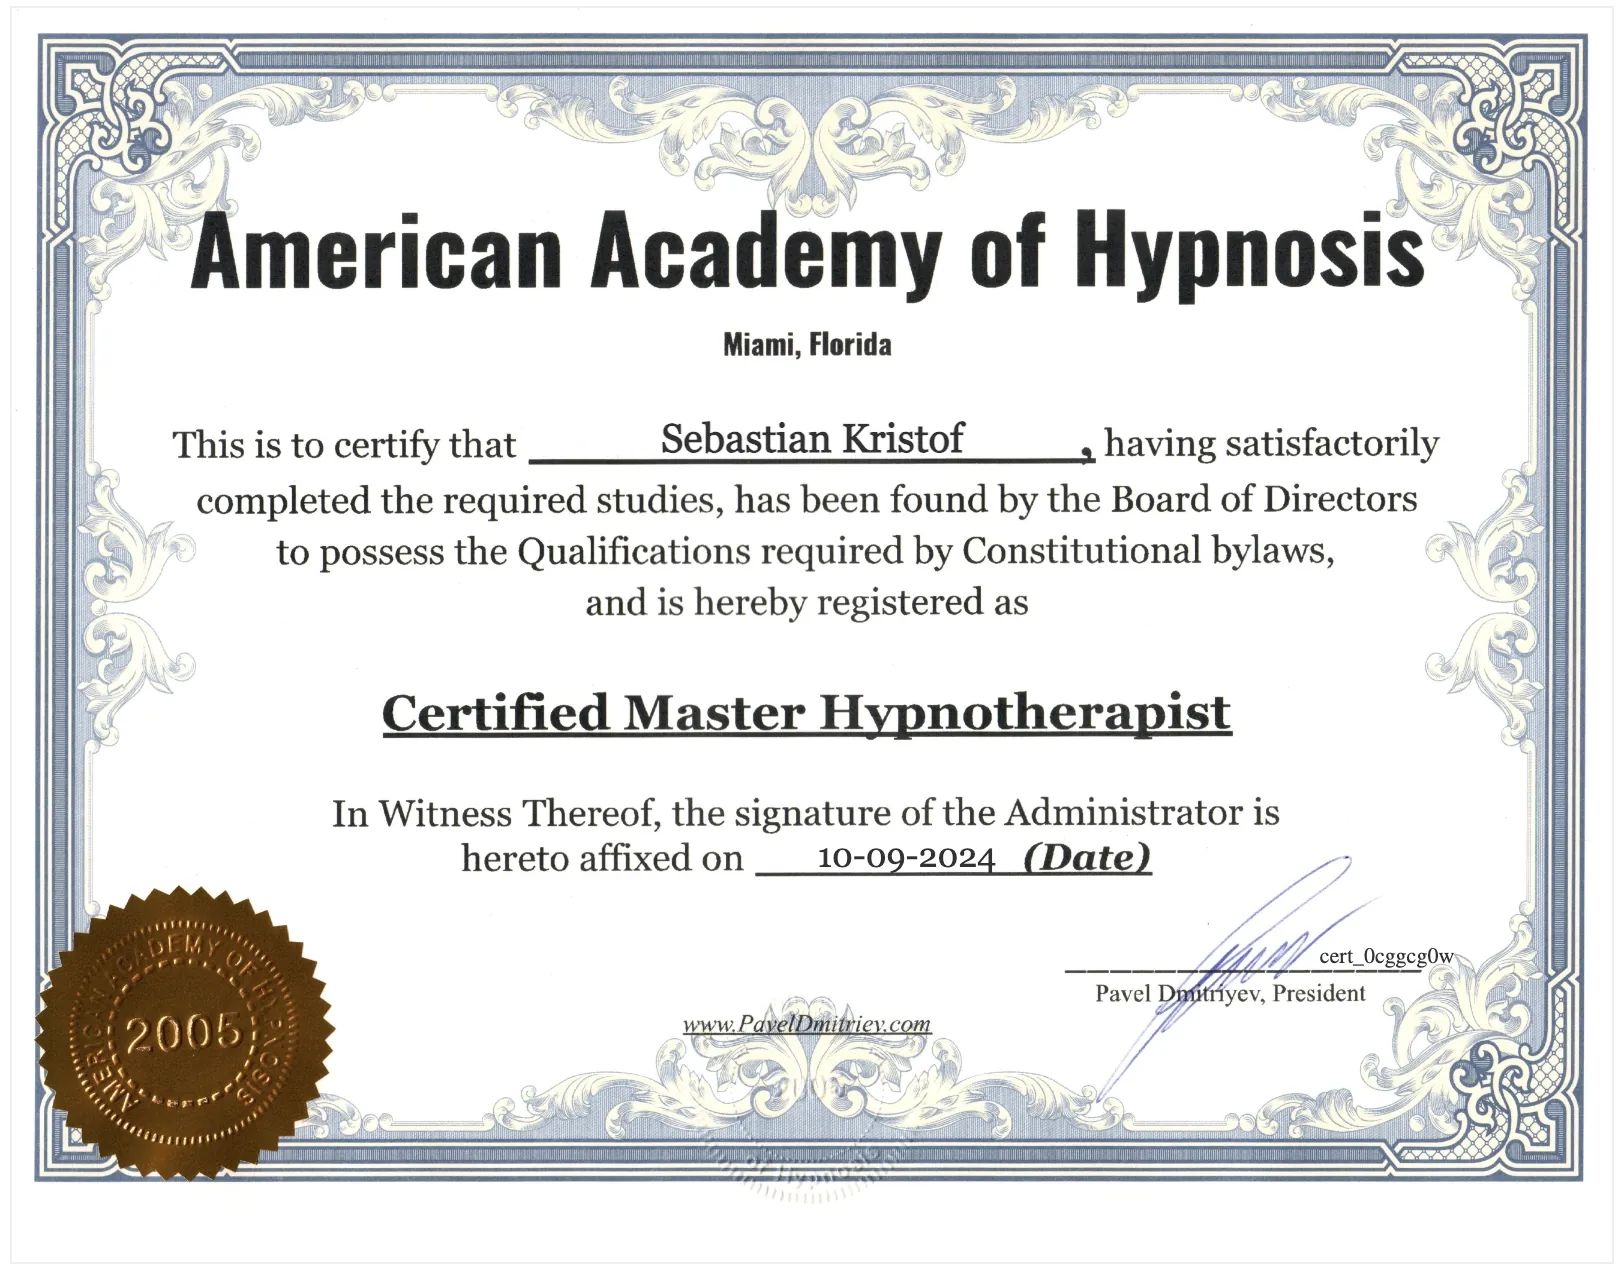 American Academy of Hypnosis
Miami, Florida
This is to certify that Sebastian Kristof , having satisfactorily
completed the required studies, has been found by the Board of Directors
to possess the Qualifications required by Constitutional bylaws,
and is hereby registered as
Certified Master Hypnotherapist
In Witness Thereof, the signature of the Administrator is
hereto affixed on 10-09-2024 (Date)
cert_0cggcg0w
Pavel Dmitriyev, President
www.PavelDmitriev.com
AMERICAN ACADEMY OF HYPNOSIS
2005
of Hypnosis